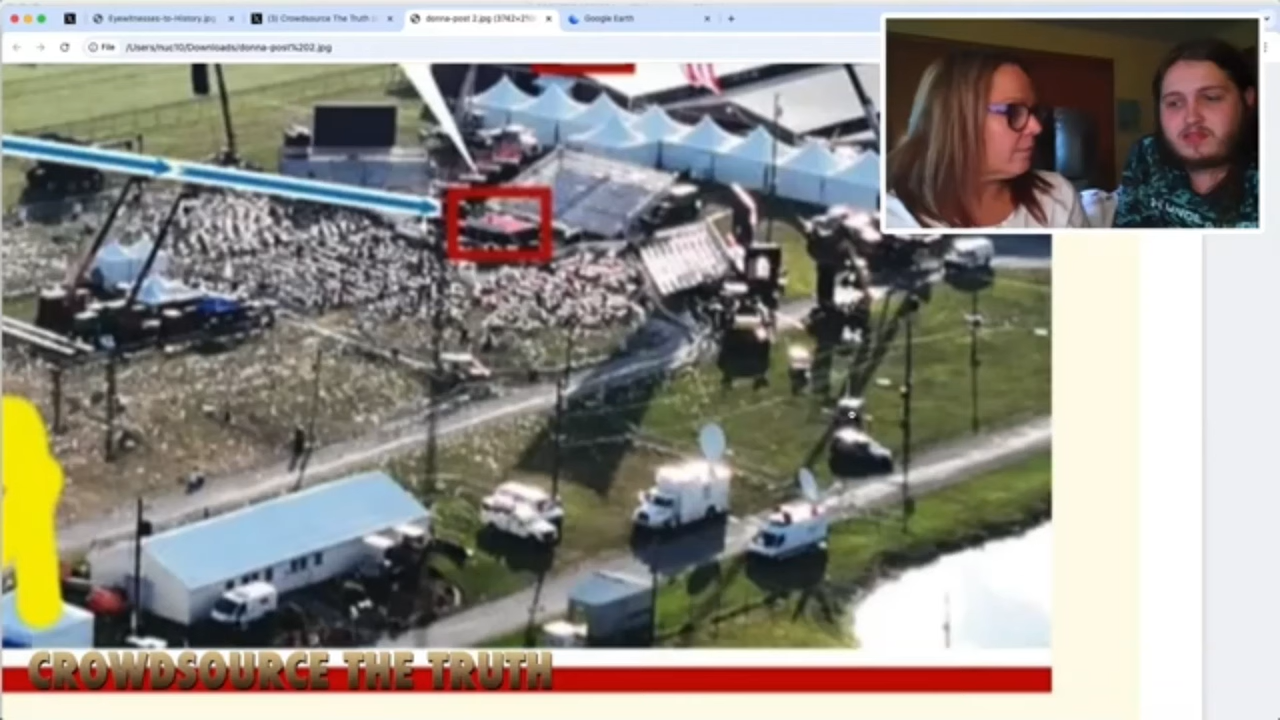 Eyewitnesses-to-History.jpg
(3) Crowdsource The Truth
donna-post 2.jpg
Google Earth
File
/Users/nuc10/Downloads/donna-post%202.jpg
CROWDSOURCE THE TRUTH